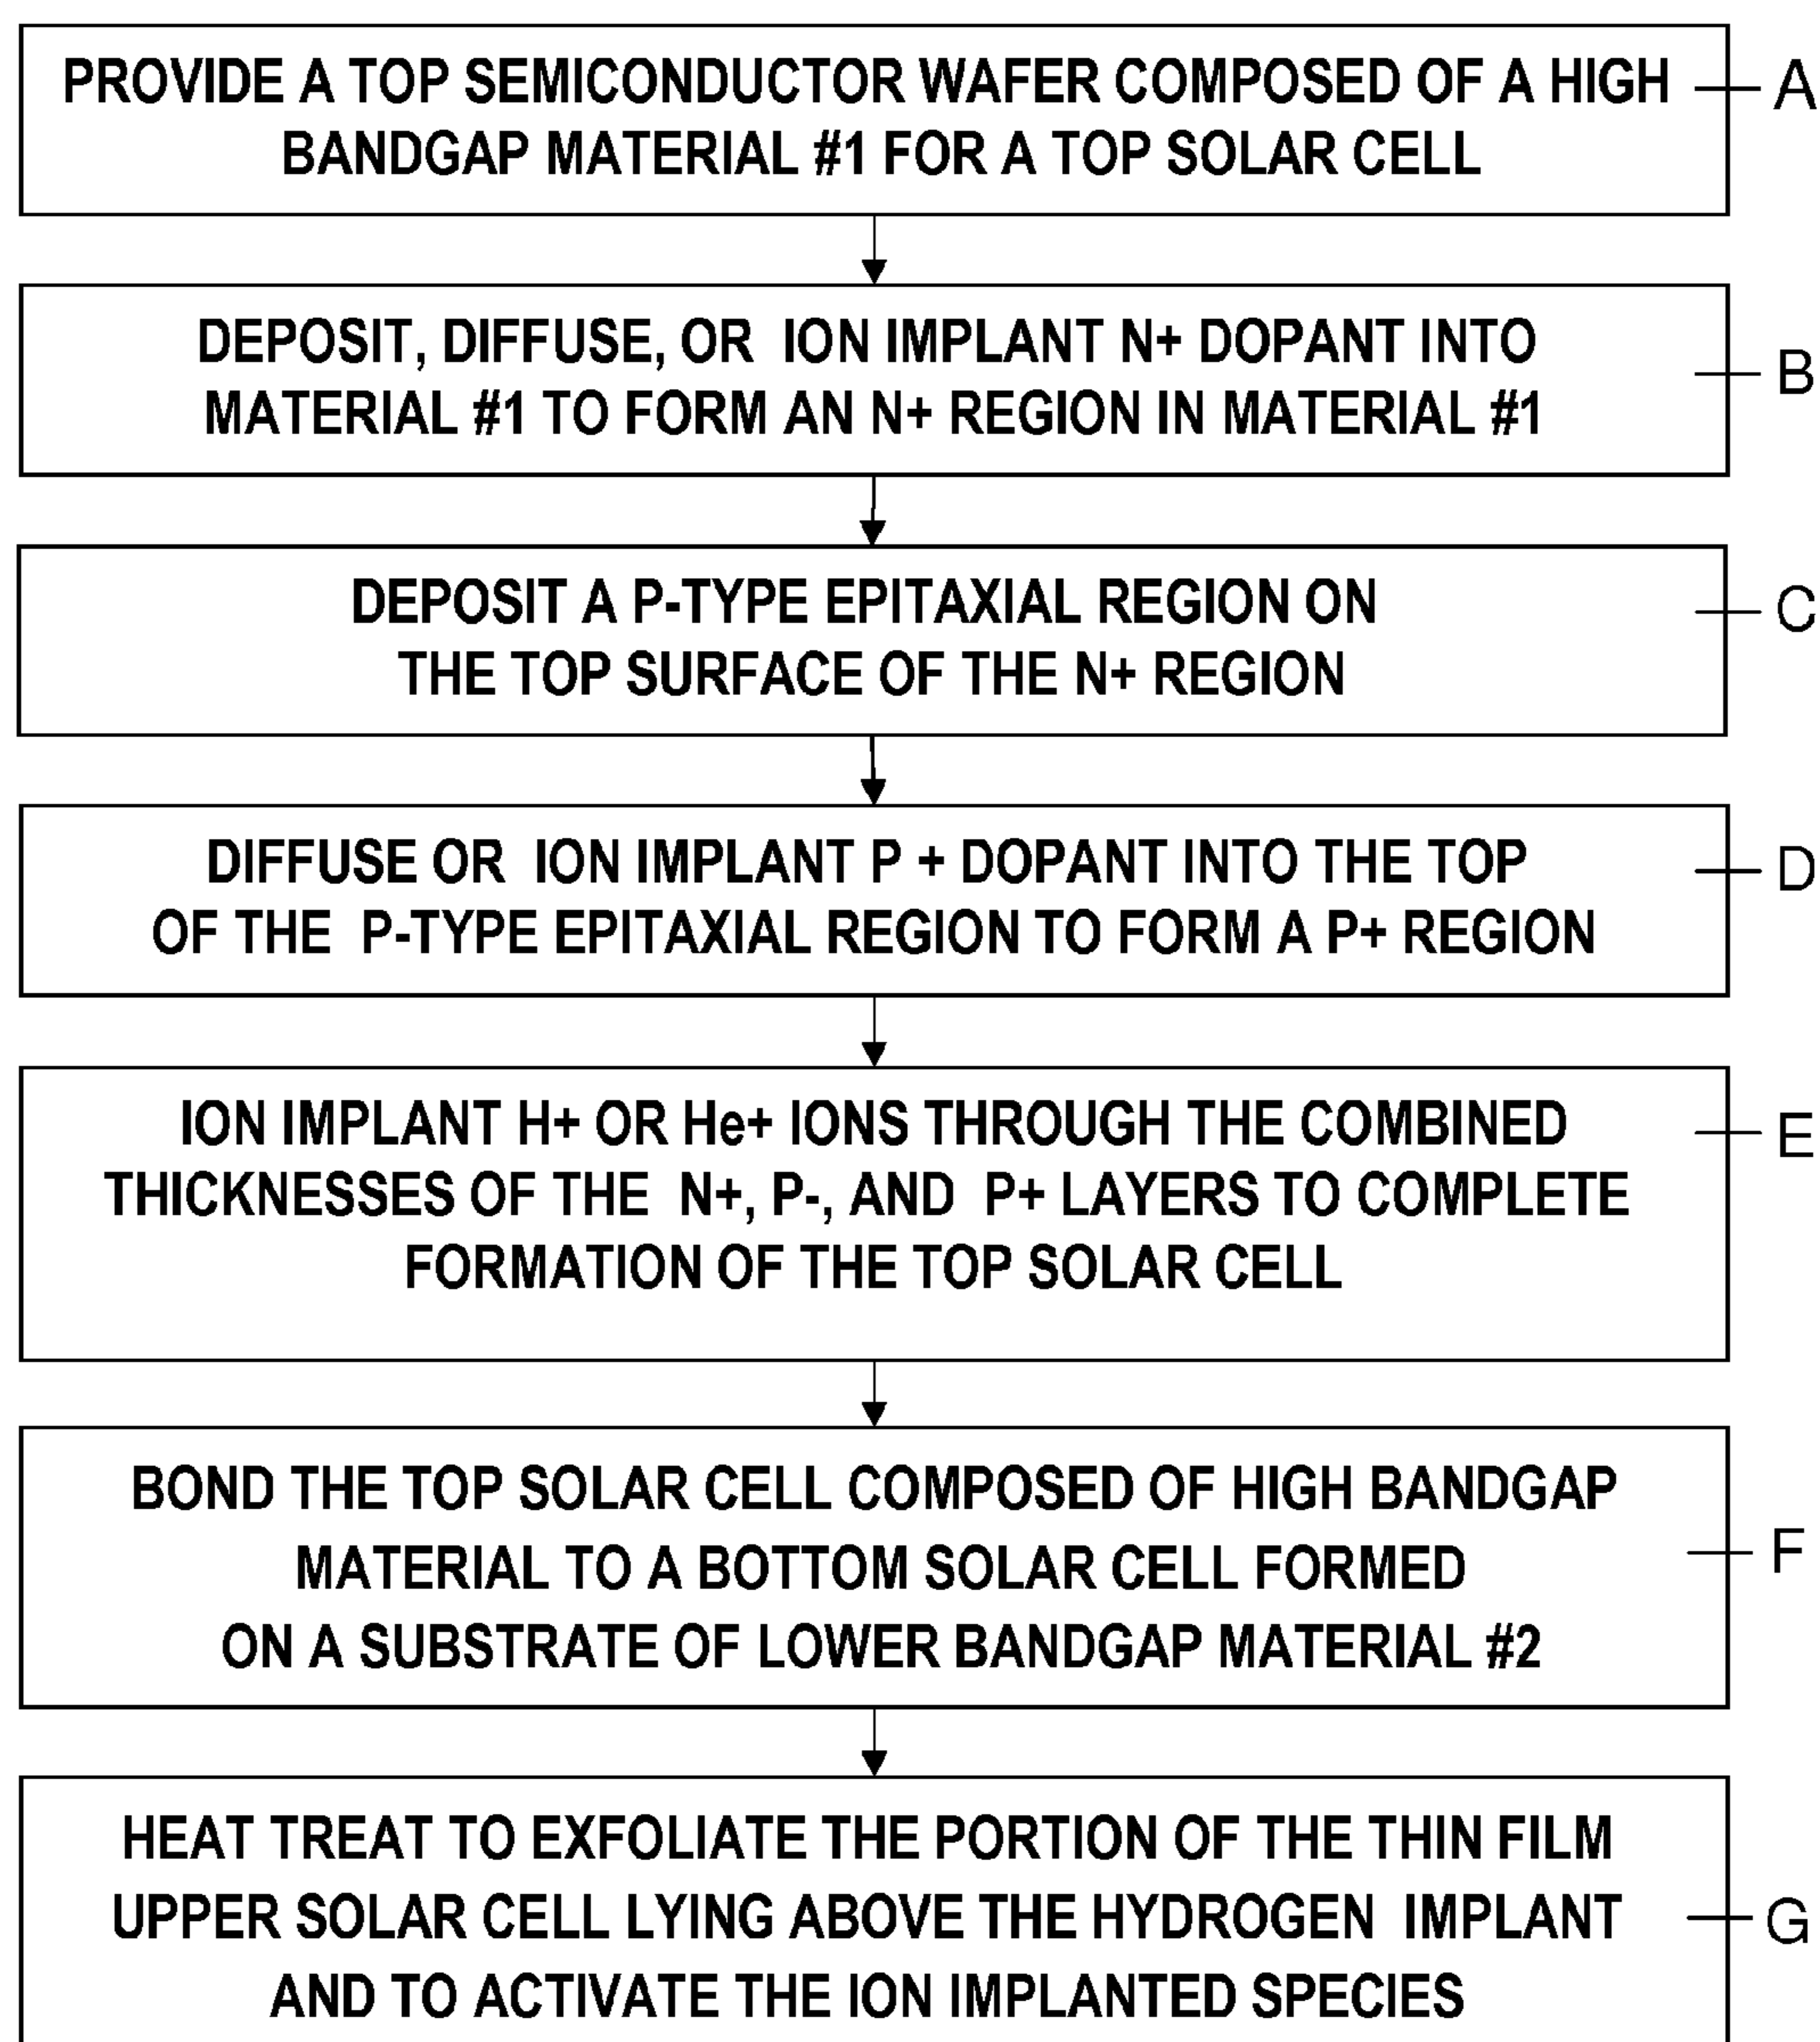 PROVIDE A TOP SEMICONDUCTOR WAFER COMPOSED OF A HIGH
BANDGAP MATERIAL #1 FOR A TOP SOLAR CELL
A
DEPOSIT, DIFFUSE, OR ION IMPLANT N+ DOPANT INTO
MATERIAL #1 TO FORM AN N+ REGION IN MATERIAL #1
B
DEPOSIT A P-TYPE EPITAXIAL REGION ON
THE TOP SURFACE OF THE N+ REGION
C
DIFFUSE OR ION IMPLANT P + DOPANT INTO THE TOP
OF THE P-TYPE EPITAXIAL REGION TO FORM A P+ REGION
D
ION IMPLANT H+ OR He+ IONS THROUGH THE COMBINED
THICKNESSES OF THE N+, P-, AND P+ LAYERS TO COMPLETE
FORMATION OF THE TOP SOLAR CELL
E
BOND THE TOP SOLAR CELL COMPOSED OF HIGH BANDGAP
MATERIAL TO A BOTTOM SOLAR CELL FORMED
ON A SUBSTRATE OF LOWER BANDGAP MATERIAL #2
F
HEAT TREAT TO EXFOLIATE THE PORTION OF THE THIN FILM
UPPER SOLAR CELL LYING ABOVE THE HYDROGEN IMPLANT
AND TO ACTIVATE THE ION IMPLANTED SPECIES
G